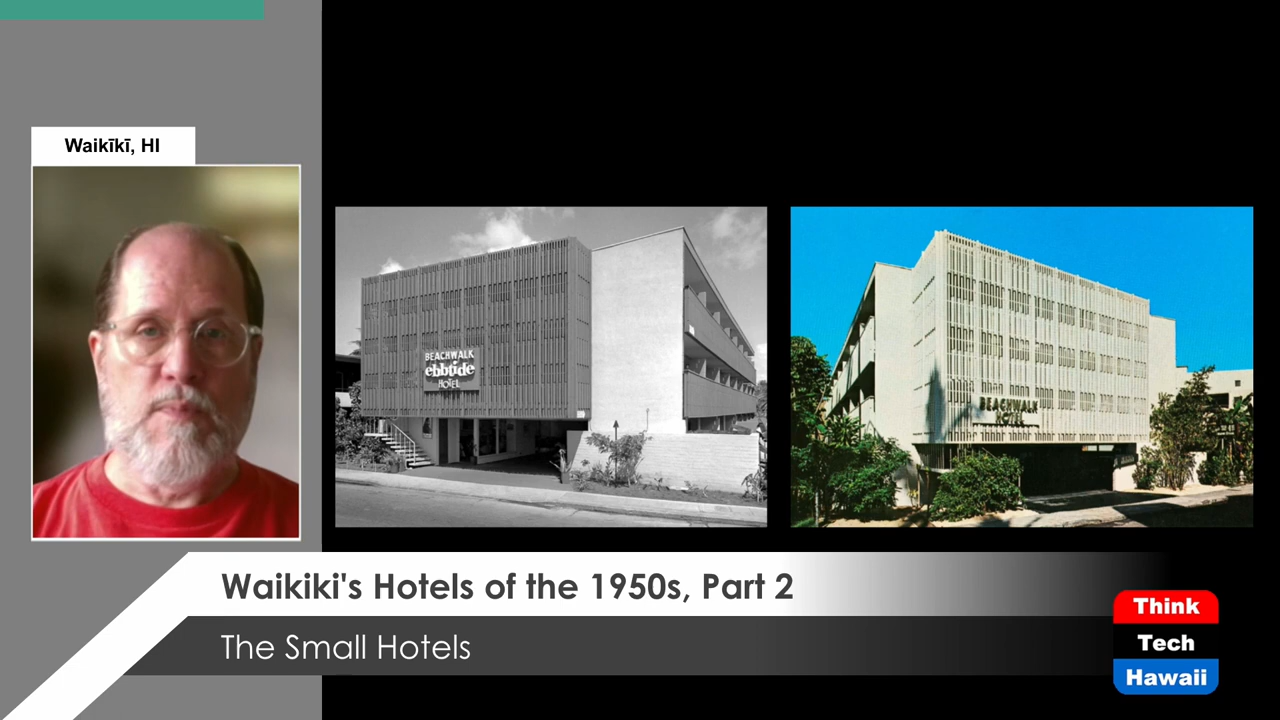 Waikīkī, HI
BEACHWALK
ebbtide
HOTEL
BEACHWALK
HOTEL
Waikiki's Hotels of the 1950s, Part 2
The Small Hotels
Think
Tech
Hawaii